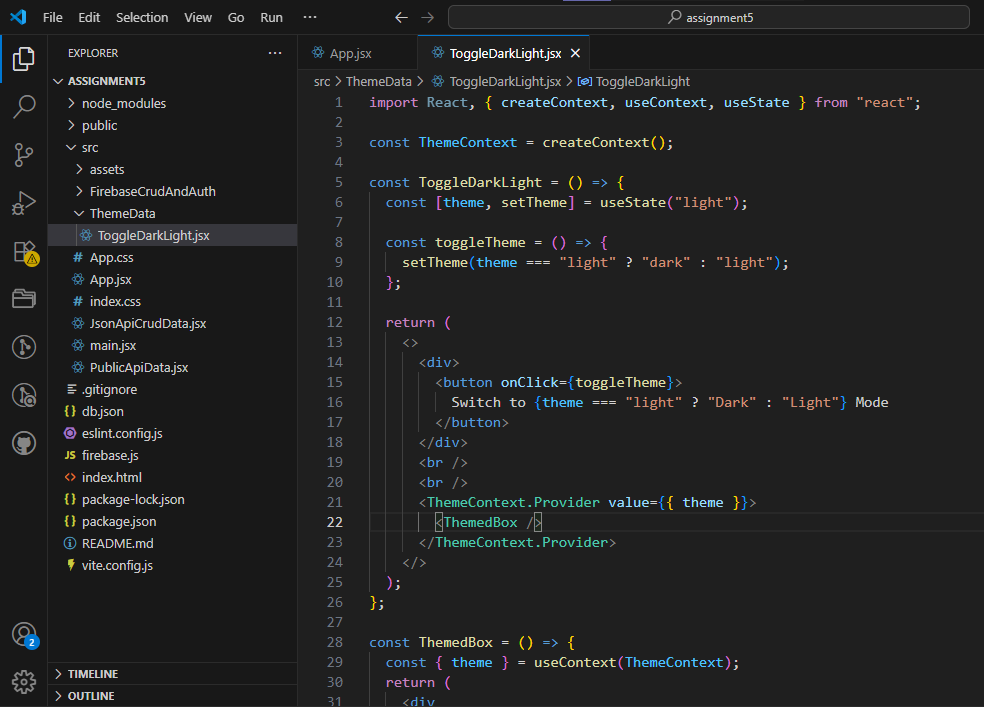 File Edit Selection View Go Run ···
assignment5
EXPLORER ···
ASSIGNMENT5
node_modules
public
src
assets
FirebaseCrudAndAuth
ThemeData
ToggleDarkLight.jsx
# App.css
App.jsx
# index.css
JsonApiCrudData.jsx
main.jsx
PublicApiData.jsx
.gitignore
{} db.json
eslint.config.js
JS firebase.js
<> index.html
{} package-lock.json
{} package.json
README.md
vite.config.js
2
TIMELINE
OUTLINE
App.jsx
ToggleDarkLight.jsx
src > ThemeData > ToggleDarkLight.jsx > ToggleDarkLight
1 import React, { createContext, useContext, useState } from "react";
2
3 const ThemeContext = createContext();
4
5 const ToggleDarkLight = () => {
6 const [theme, setTheme] = useState("light");
7
8 const toggleTheme = () => {
9 setTheme(theme === "light" ? "dark" : "light");
10 };
11
12 return (
13 <>
14 <div>
15 <button onClick={toggleTheme}>
16 Switch to {theme === "light" ? "Dark" : "Light"} Mode
17 </button>
18 </div>
19 <br />
20 <br />
21 <ThemeContext.Provider value={{ theme }}>
22 <ThemedBox />
23 </ThemeContext.Provider>
24 </>
25 );
26 };
27
28 const ThemedBox = () => {
29 const { theme } = useContext(ThemeContext);
30 return (
31 <div